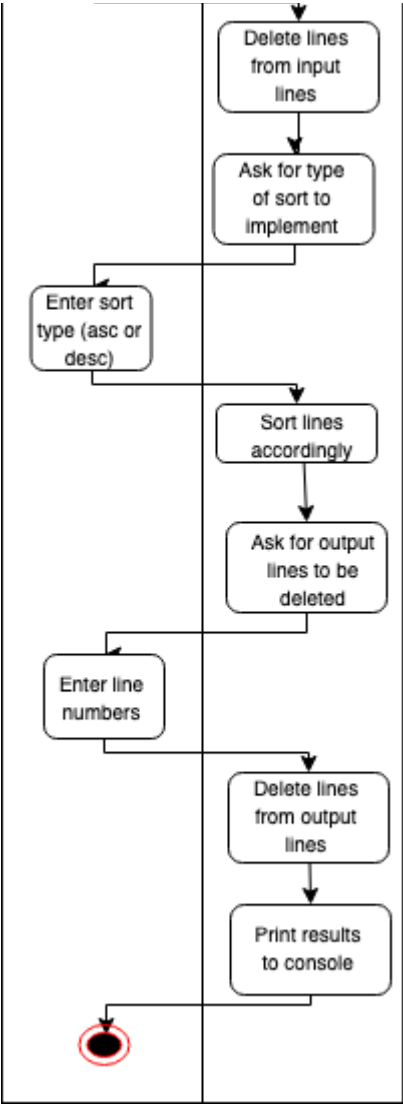 Delete lines
from input
lines
Ask for type
of sort to
implement
Enter sort
type (asc or
desc)
Sort lines
accordingly
Ask for output
lines to be
deleted
Enter line
numbers
Delete lines
from output
lines
Print results
to console